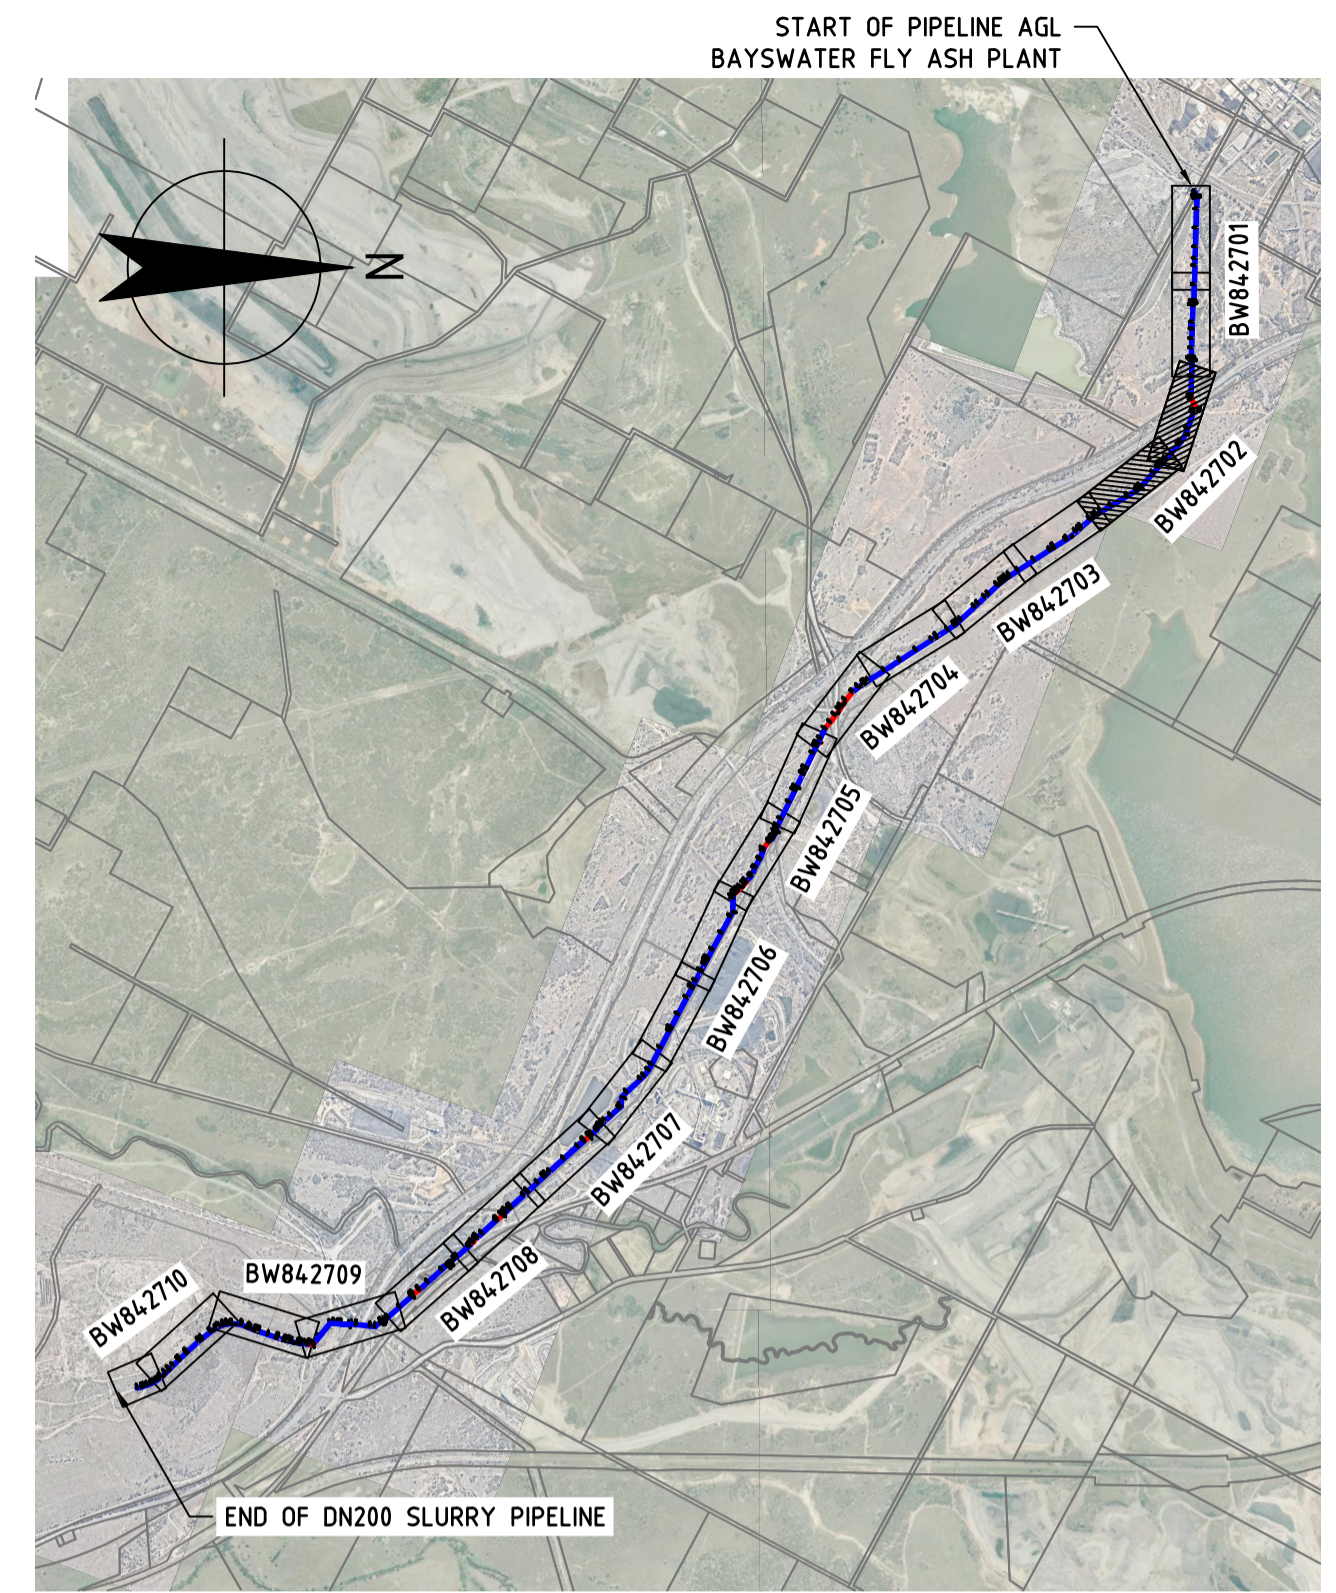 START OF PIPELINE AGL
BAYSWATER FLY ASH PLANT
N
BW842701
BW842702
BW842703
BW842704
BW842705
BW842706
BW842707
BW842708
BW842709
BW842710
END OF DN200 SLURRY PIPELINE